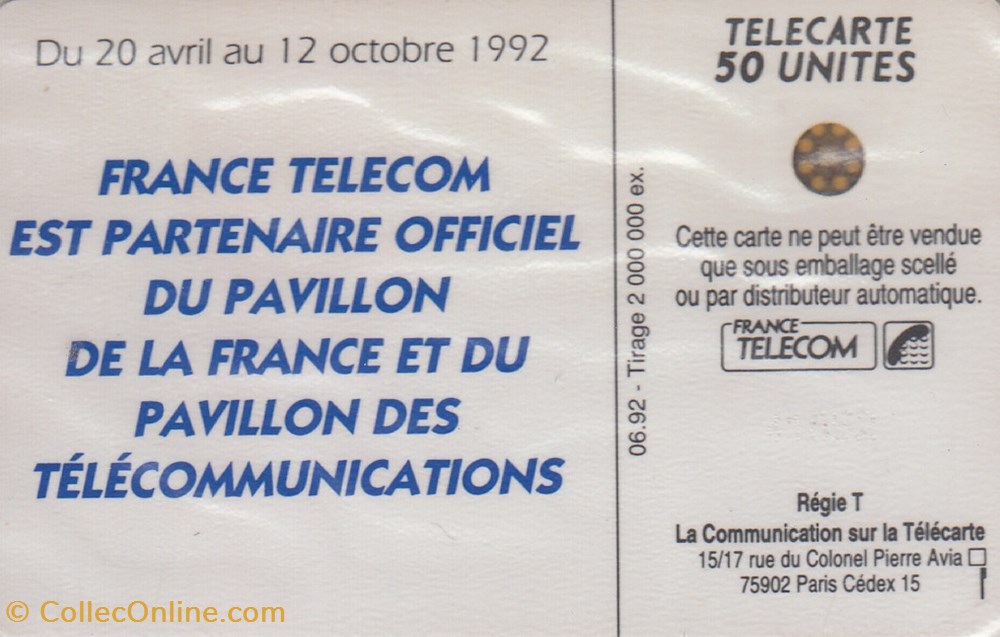 Du 20 avril au 12 octobre 1992
FRANCE TELECOM
EST PARTENAIRE OFFICIEL
DU PAVILLON
DE LA FRANCE ET DU
PAVILLON DES
TÉLÉCOMMUNICATIONS
06.92 - Tirage 2 000 000 ex.
TELECARTE
50 UNITES
Cette carte ne peut être vendue
que sous emballage scellé
ou par distributeur automatique.
FRANCE
TELECOM
Régie T
La Communication sur la Télécarte
15/17 rue du Colonel Pierre Avia
75902 Paris Cédex 15
© CollecOnline.com